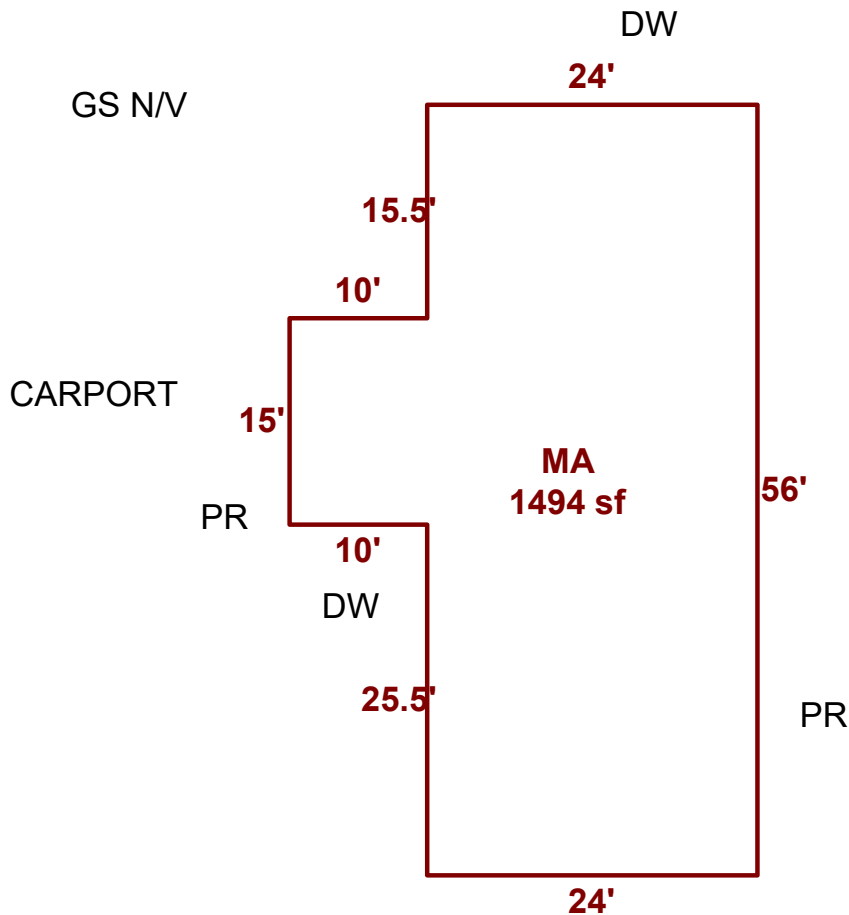 DW
24'
GS N/V
15.5'
10'
CARPORT
15'
MA
1494 sf
56'
PR
10'
DW
25.5'
PR
24'